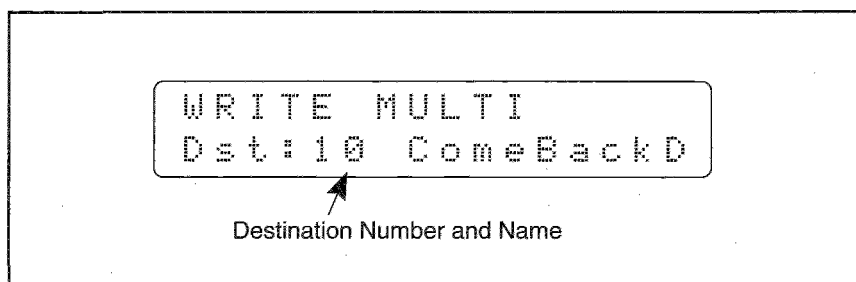 WRITE MULTI
Dst:10 ComeBackD
Destination Number and Name